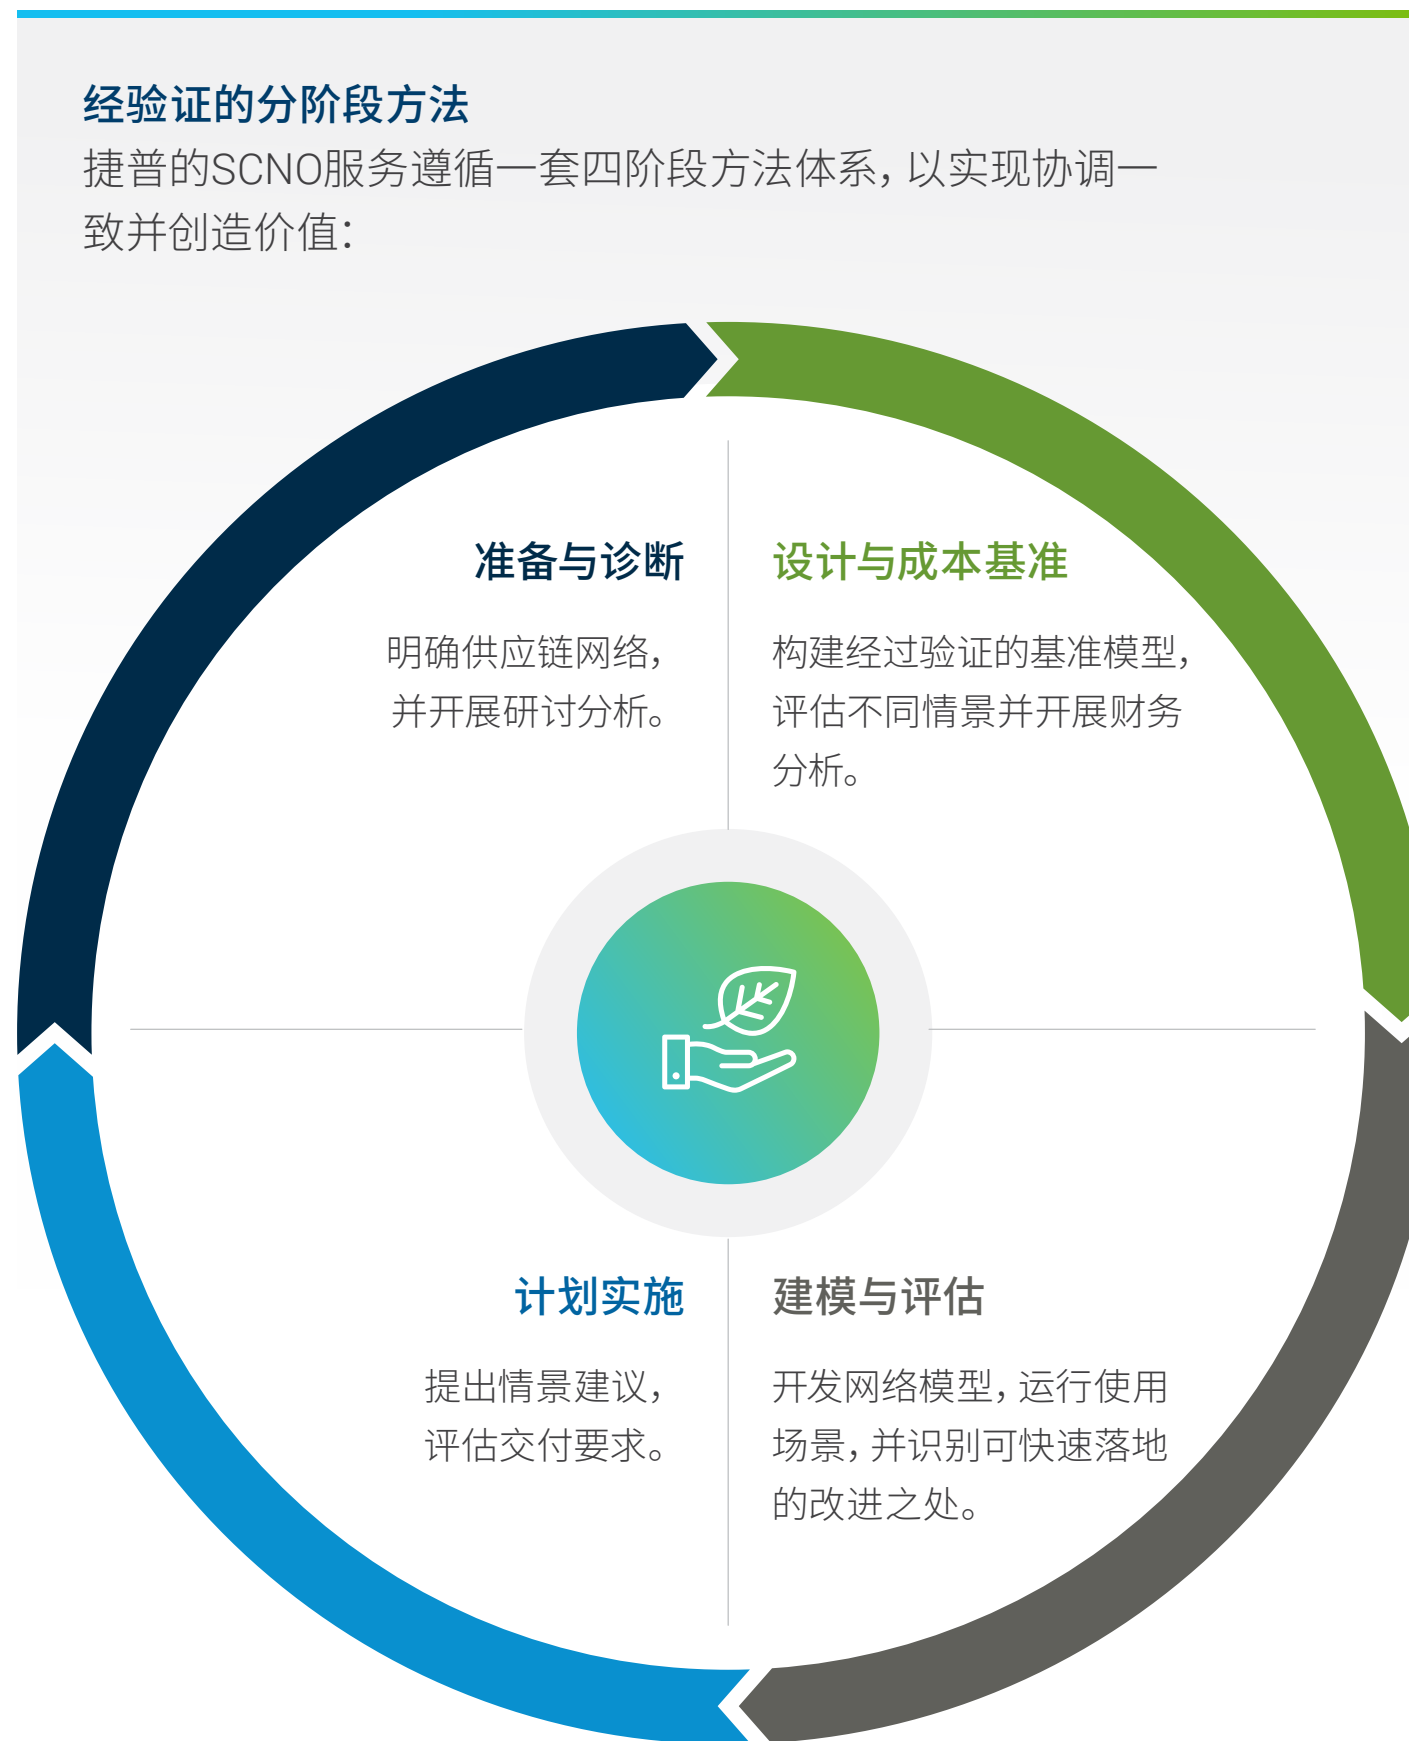 经验证的分阶段方法
捷普的SCNO服务遵循一套四阶段方法体系，以实现协调一
致并创造价值：
准备与诊断
明确供应链网络，
并开展研讨分析。
设计与成本基准
构建经过验证的基准模型，
评估不同情景并开展财务
分析。
计划实施
提出情景建议，
评估交付要求。
建模与评估
开发网络模型，运行使用
场景，并识别可快速落地
的改进之处。